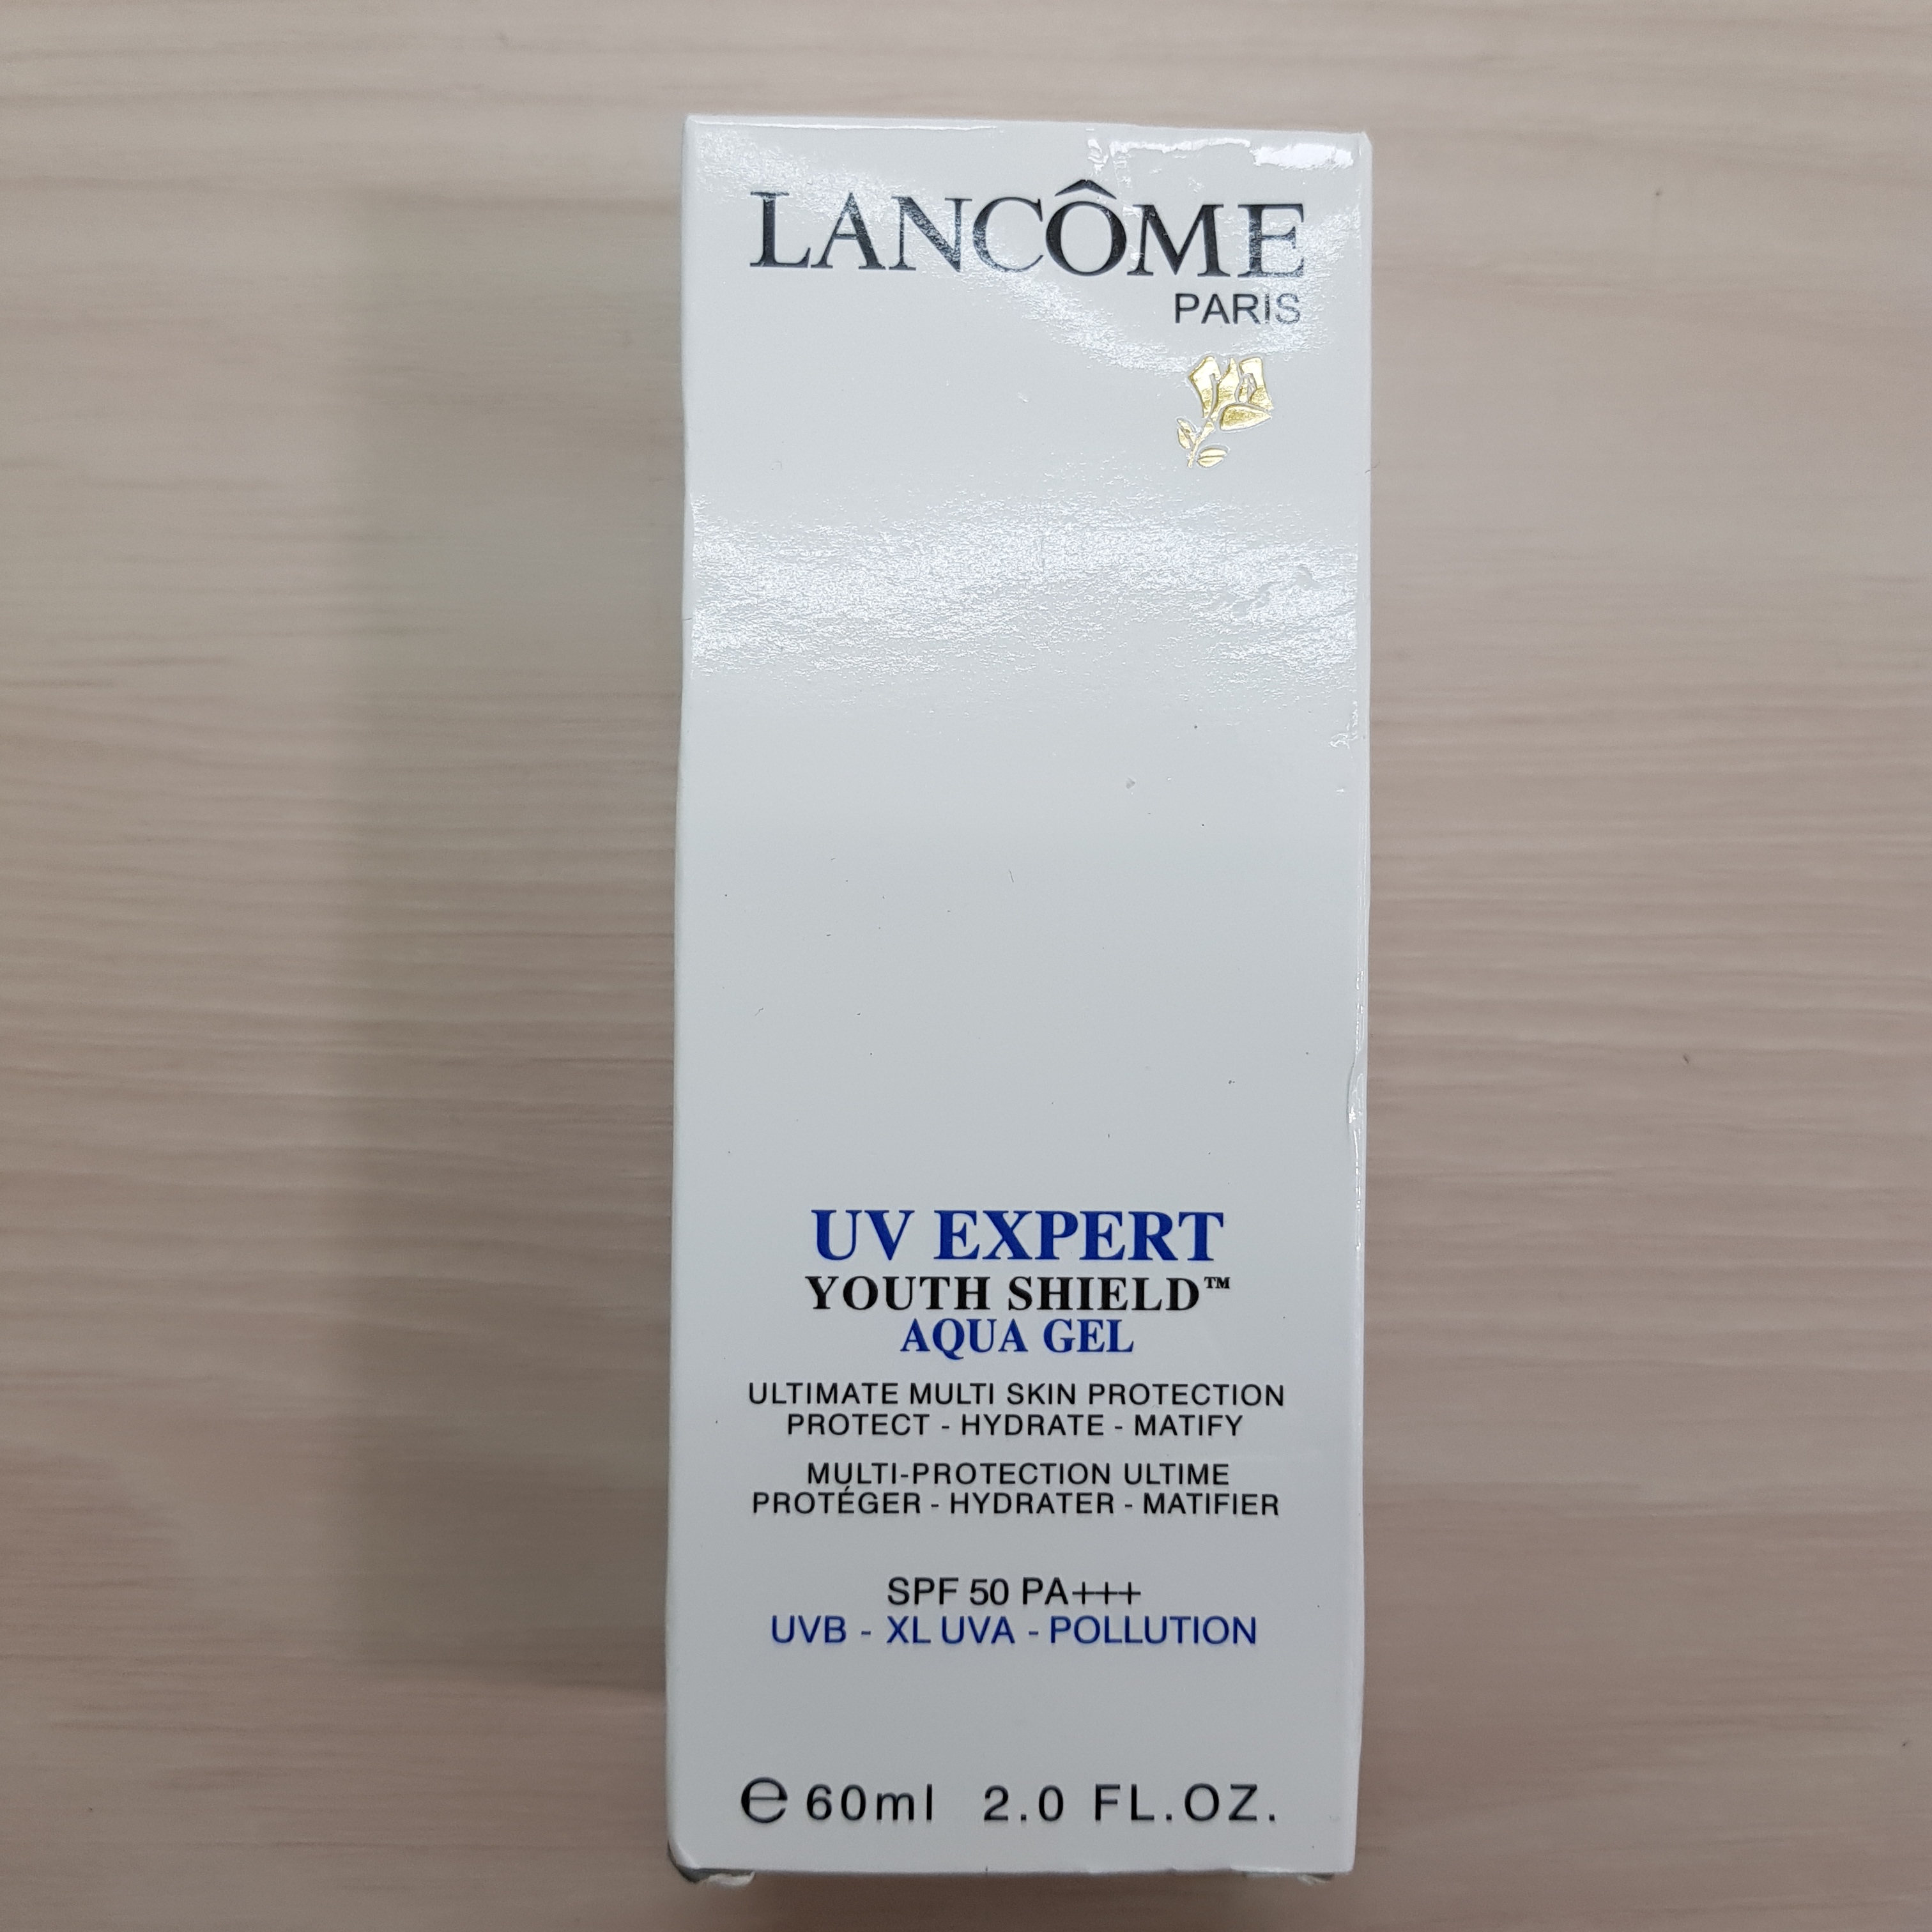 LANCÔME
PARIS
UV EXPERT
YOUTH SHIELD™
AQUA GEL
ULTIMATE MULTI SKIN PROTECTION
PROTECT - HYDRATE - MATIFY
MULTI-PROTECTION ULTIME
PROTÉGER - HYDRATER - MATIFIER
SPF 50 PA+++
UVB - XL UVA - POLLUTION
℮ 60ml 2.0 FL.OZ.